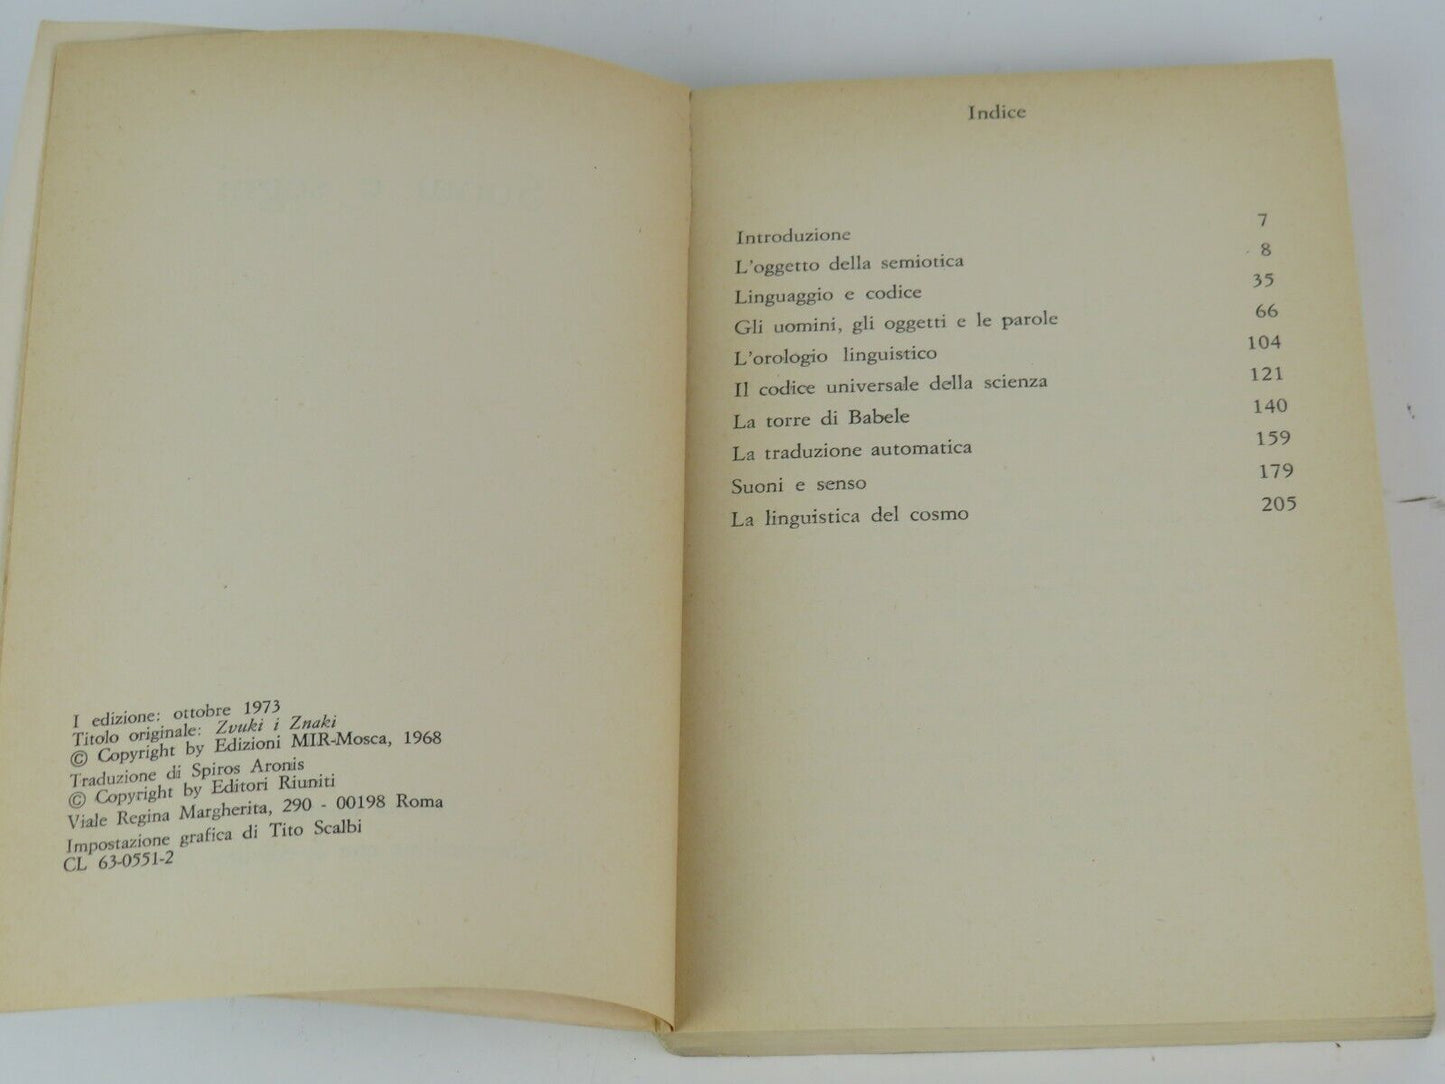 I edizione: ottobre 1973
Titolo originale: Zvuki i Znaki
© Copyright by Edizioni MIR-Mosca, 1968
Traduzione di Spiros Aronis
© Copyright by Editori Riuniti
Viale Regina Margherita, 290 - 00198 Roma
Impostazione grafica di Tito Scalbi
CL 63-0551-2
Indice
Introduzione 7
L'oggetto della semiotica 8
Linguaggio e codice 35
Gli uomini, gli oggetti e le parole 66
L'orologio linguistico 104
Il codice universale della scienza 121
La torre di Babele 140
La traduzione automatica 159
Suoni e senso 179
La linguistica del cosmo 205